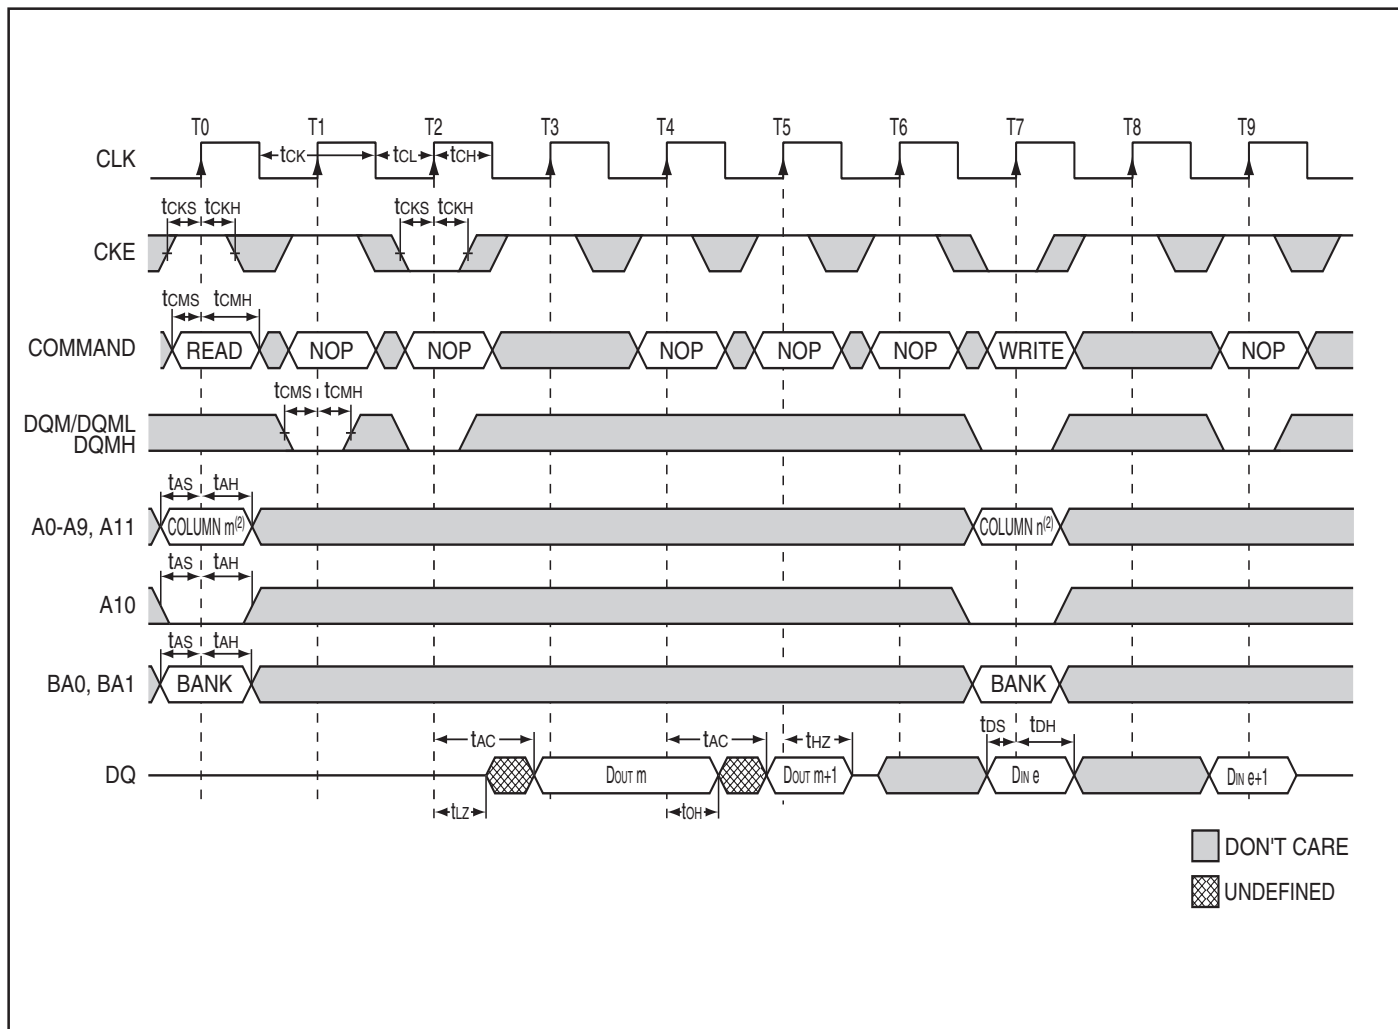 T0 T1 T2 T3 T4 T5 T6 T7 T8 T9
CLK tCK tCL tCH
tCKS tCKH tCKS tCKH
CKE
tCMS tCMH
COMMAND READ NOP NOP NOP NOP NOP WRITE NOP
tCMS tCMH
DQM/DQML
DQMH
tAS tAH
A0-A9, A11 COLUMN m(2) COLUMN n(2)
tAS tAH
A10
tAS tAH
BA0, BA1 BANK BANK
tAC tAC tHZ tDS tDH
DQ DOUT m DOUT m+1 DIN e DIN e+1
tLZ tOH
DON'T CARE
UNDEFINED